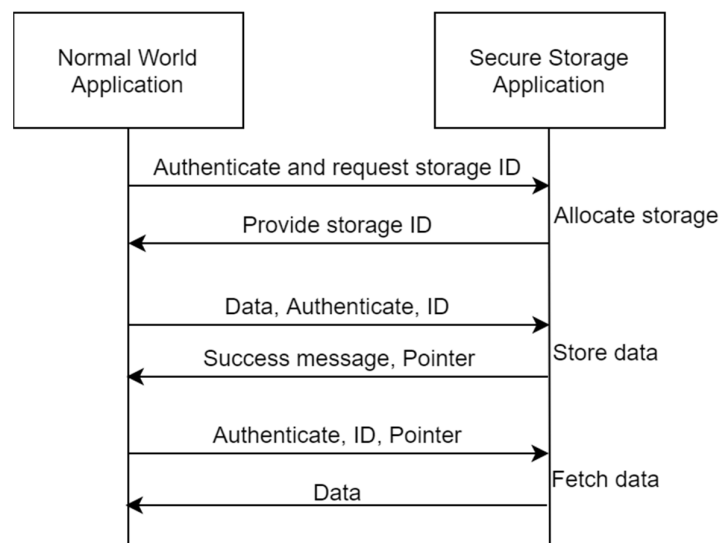 Normal World
Application
Secure Storage
Application
Authenticate and request storage ID
Allocate storage
Provide storage ID
Data, Authenticate, ID
Store data
Success message, Pointer
Authenticate, ID, Pointer
Fetch data
Data